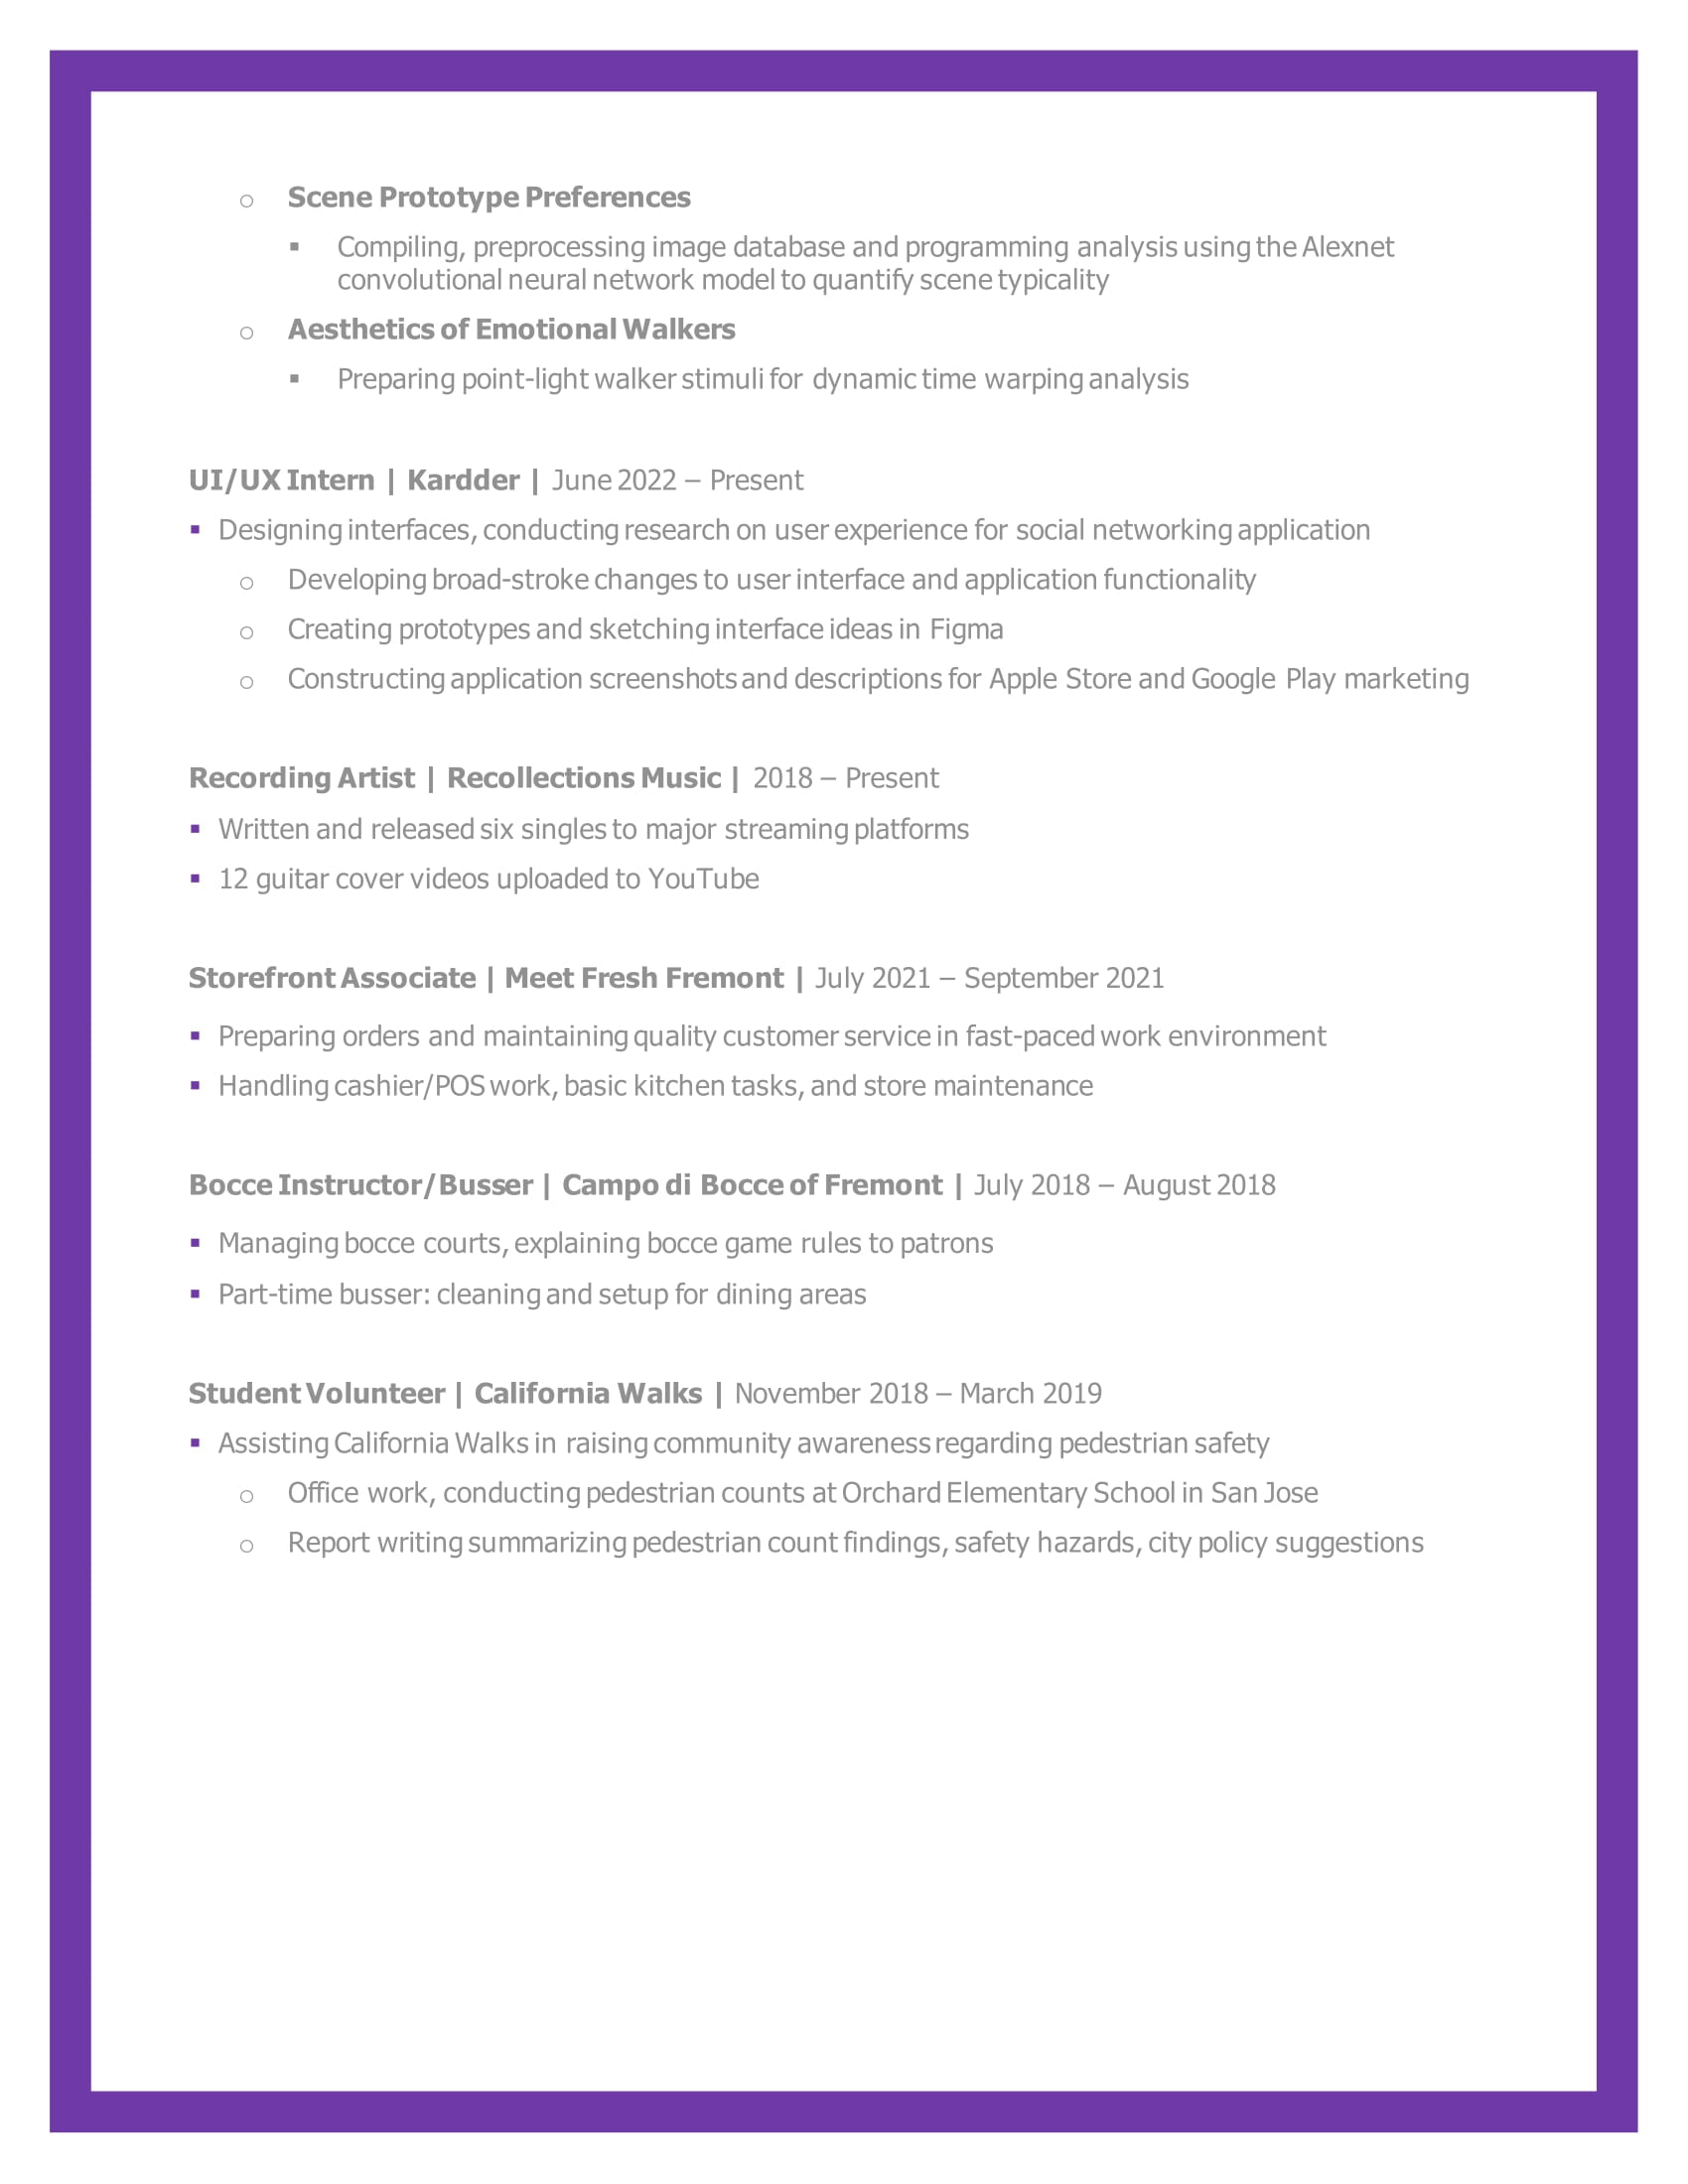 o Scene Prototype Preferences
▪ Compiling, preprocessing image database and programming analysis using the Alexnet
convolutional neural network model to quantify scene typicality
o Aesthetics of Emotional Walkers
▪ Preparing point-light walker stimuli for dynamic time warping analysis
UI/UX Intern | Kardder | June 2022 – Present
▪ Designing interfaces, conducting research on user experience for social networking application
o Developing broad-stroke changes to user interface and application functionality
o Creating prototypes and sketching interface ideas in Figma
o Constructing application screenshots and descriptions for Apple Store and Google Play marketing
Recording Artist | Recollections Music | 2018 – Present
▪ Written and released six singles to major streaming platforms
▪ 12 guitar cover videos uploaded to YouTube
Storefront Associate | Meet Fresh Fremont | July 2021 – September 2021
▪ Preparing orders and maintaining quality customer service in fast-paced work environment
▪ Handling cashier/POS work, basic kitchen tasks, and store maintenance
Bocce Instructor/Busser | Campo di Bocce of Fremont | July 2018 – August 2018
▪ Managing bocce courts, explaining bocce game rules to patrons
▪ Part-time busser: cleaning and setup for dining areas
Student Volunteer | California Walks | November 2018 – March 2019
▪ Assisting California Walks in raising community awareness regarding pedestrian safety
o Office work, conducting pedestrian counts at Orchard Elementary School in San Jose
o Report writing summarizing pedestrian count findings, safety hazards, city policy suggestions